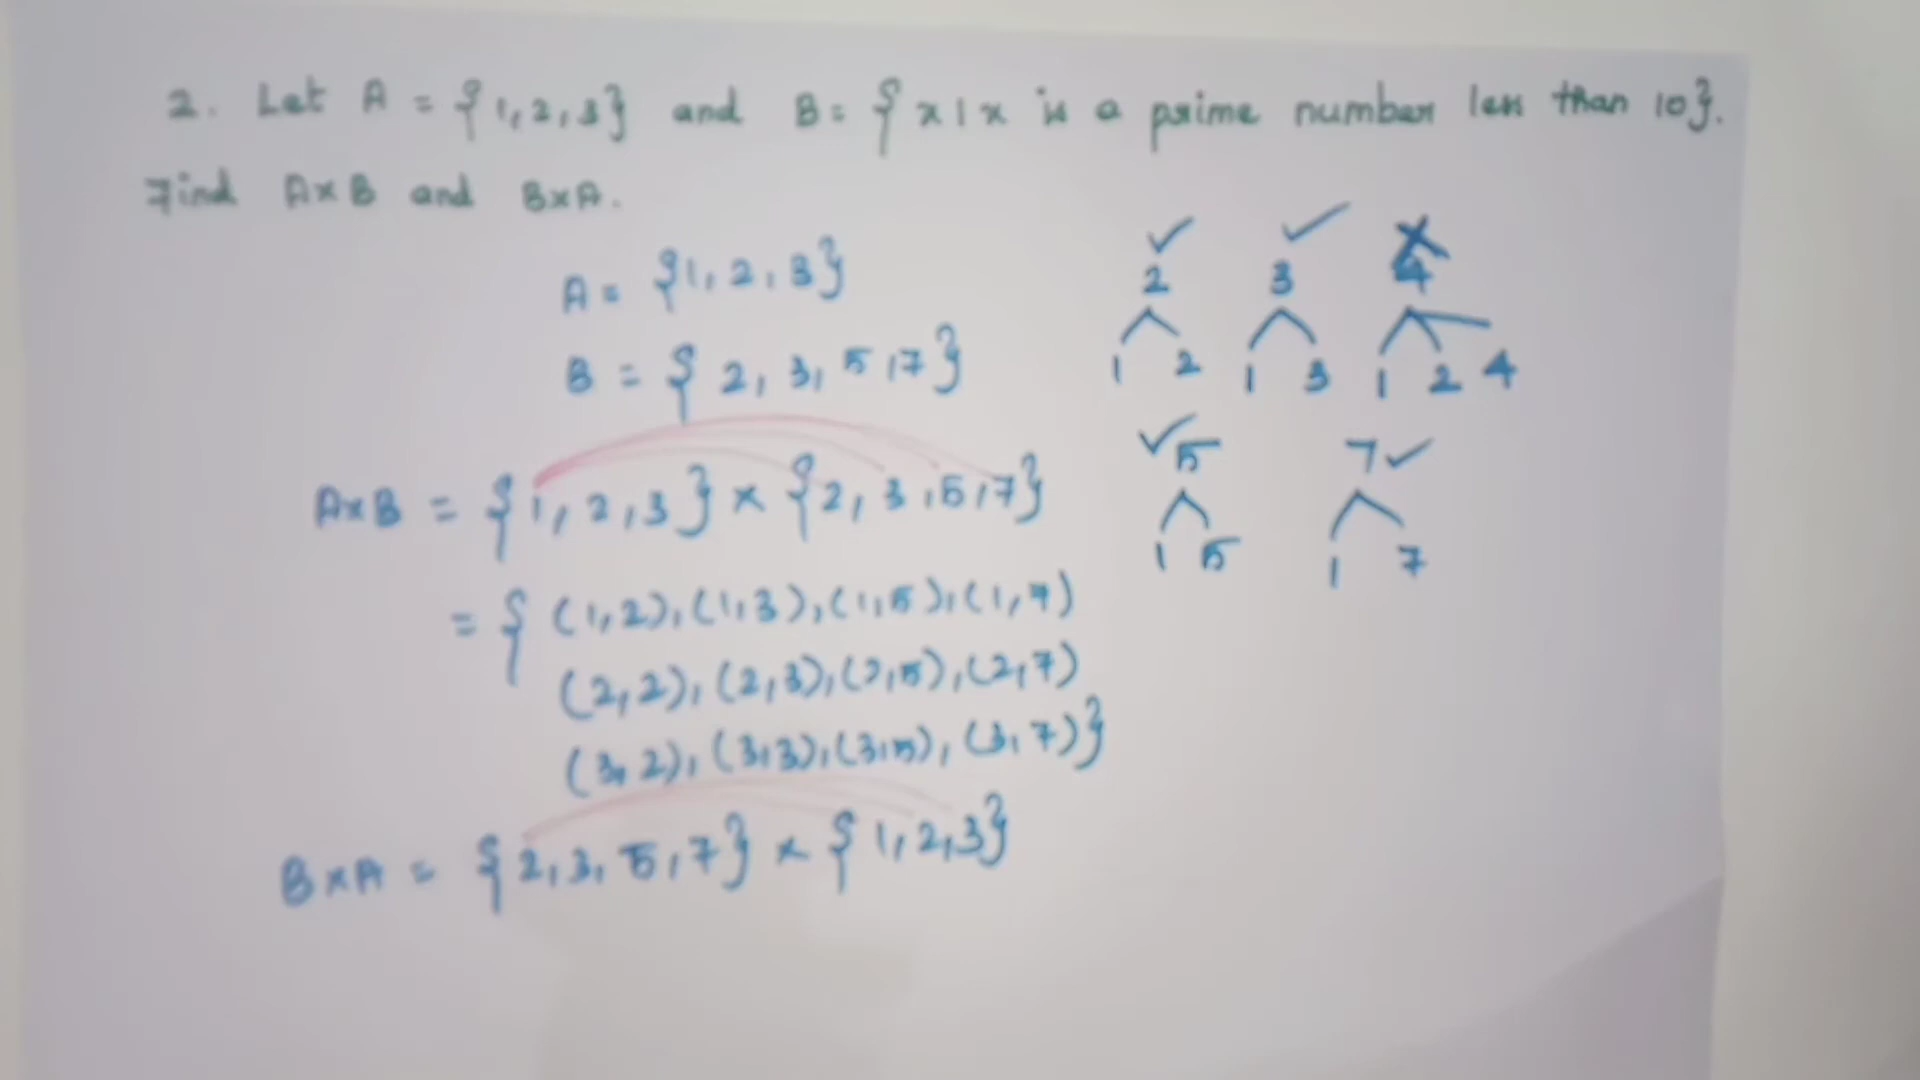 2. Let A = {1, 2, 3} and B = {x | x is a prime number less than 10}.
Find A×B and B×A.
A = {1, 2, 3}
B = {2, 3, 5, 7}
A×B = {1, 2, 3} × {2, 3, 5, 7}
= { (1, 2), (1, 3), (1, 5), (1, 7)
(2, 2), (2, 3), (2, 5), (2, 7)
(3, 2), (3, 3), (3, 5), (3, 7)}
B×A = {2, 3, 5, 7} × {1, 2, 3}
2 3 4
1 2 1 3 1 2 4
5 7
1 5 1 7